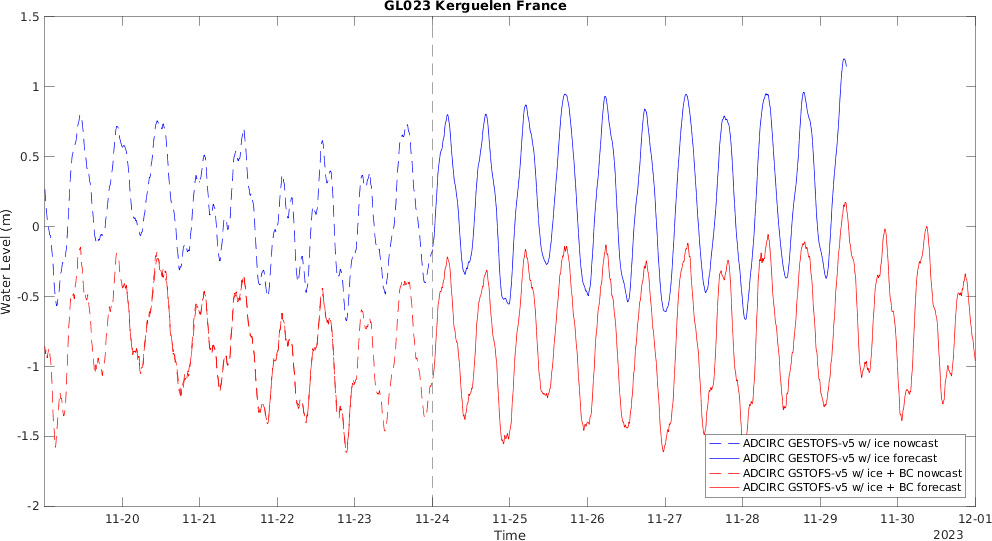 GL023 Kerguelen France
1.5
1
0.5
0
-0.5
-1
-1.5
-2
Water Level (m)
ADCIRC GESTOFS-v5 w/ ice nowcast
ADCIRC GESTOFS-v5 w/ ice forecast
ADCIRC GSTOFS-v5 w/ ice + BC nowcast
ADCIRC GSTOFS-v5 w/ ice + BC forecast
11-20 11-21 11-22 11-23 11-24 11-25 11-26 11-27 11-28 11-29 11-30 12-01
Time
2023